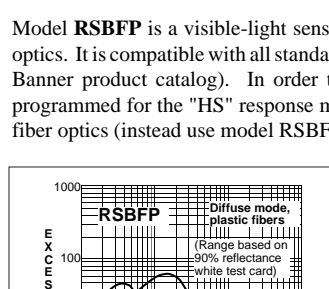 Model RSBFP is a visible-light sens
optics. It is compatible with all standa
Banner product catalog). In order t
programmed for the "HS" response m
fiber optics (instead use model RSBF
1000
RSBFP
Diffuse mode,
plastic fibers
(Range based on
90% reflectance
white test card)
100
E
X
C
E
S